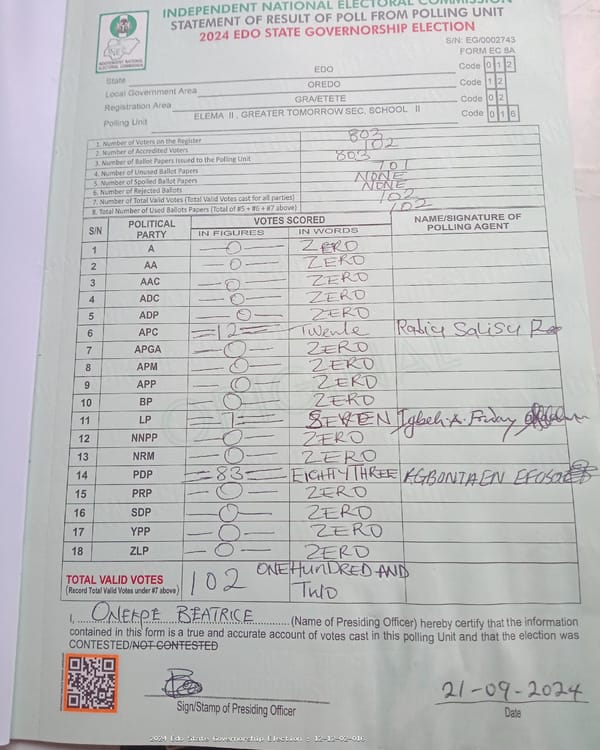 INDEPENDENT NATIONAL ELECTORAL COMMISSION
STATEMENT OF RESULT OF POLL FROM POLLING UNIT
2024 EDO STATE GOVERNORSHIP ELECTION
INDEPENDENT NATIONAL ELECTORAL COMMISSION
S/N: EG/0002743
FORM EC 8A
State EDO Code 0 1 2
Local Government Area OREDO Code 1 2
Registration Area GRA/ETETE Code 0 2
Polling Unit ELEMA II , GREATER TOMORROW SEC, SCHOOL II Code 0 1 6
1. Number of Voters on the Register 803
2. Number of Accredited Voters 102
3. Number of Ballot Papers Issued to the Polling Unit 803
4. Number of Unused Ballot Papers 701
5. Number of Spoiled Ballot Papers NONE
6. Number of Rejected Ballots NONE
7. Number of Total Valid Votes (Total Valid Votes cast for all parties) 102
8. Total Number of Used Ballots Papers (Total of #5 + #6 + #7 above) 102
S/N POLITICAL PARTY VOTES SCORED NAME/SIGNATURE OF POLLING AGENT
IN FIGURES IN WORDS
1 A 0 ZERO
2 AA 0 ZERO
3 AAC 0 ZERO
4 ADC 0 ZERO
5 ADP 0 ZERO
6 APC 12 Twenle Radiu Salisu
7 APGA 0 ZERO
8 APM 0 ZERO
9 APP 0 ZERO
10 BP 0 ZERO
11 LP 7 SEVEN Igbeh .A. Friday
12 NNPP 0 ZERO
13 NRM 0 ZERO
14 PDP 83 EIGHTY THREE
15 PRP 0 ZERO
16 SDP 0 ZERO
17 YPP 0 ZERO
18 ZLP 0 ZERO
TOTAL VALID VOTES 102 ONE HUNDRED AND
(Record Total Valid Votes under #7 above) TWO
I, ONEKPE BEATRICE (Name of Presiding Officer) hereby certify that the information
contained in this form is a true and accurate account of votes cast in this polling Unit and that the election was
CONTESTED/NOT CONTESTED
21-09-2024
Sign/Stamp of Presiding Officer Date
2024 Edo State Governorship Election : 12-12-02-016